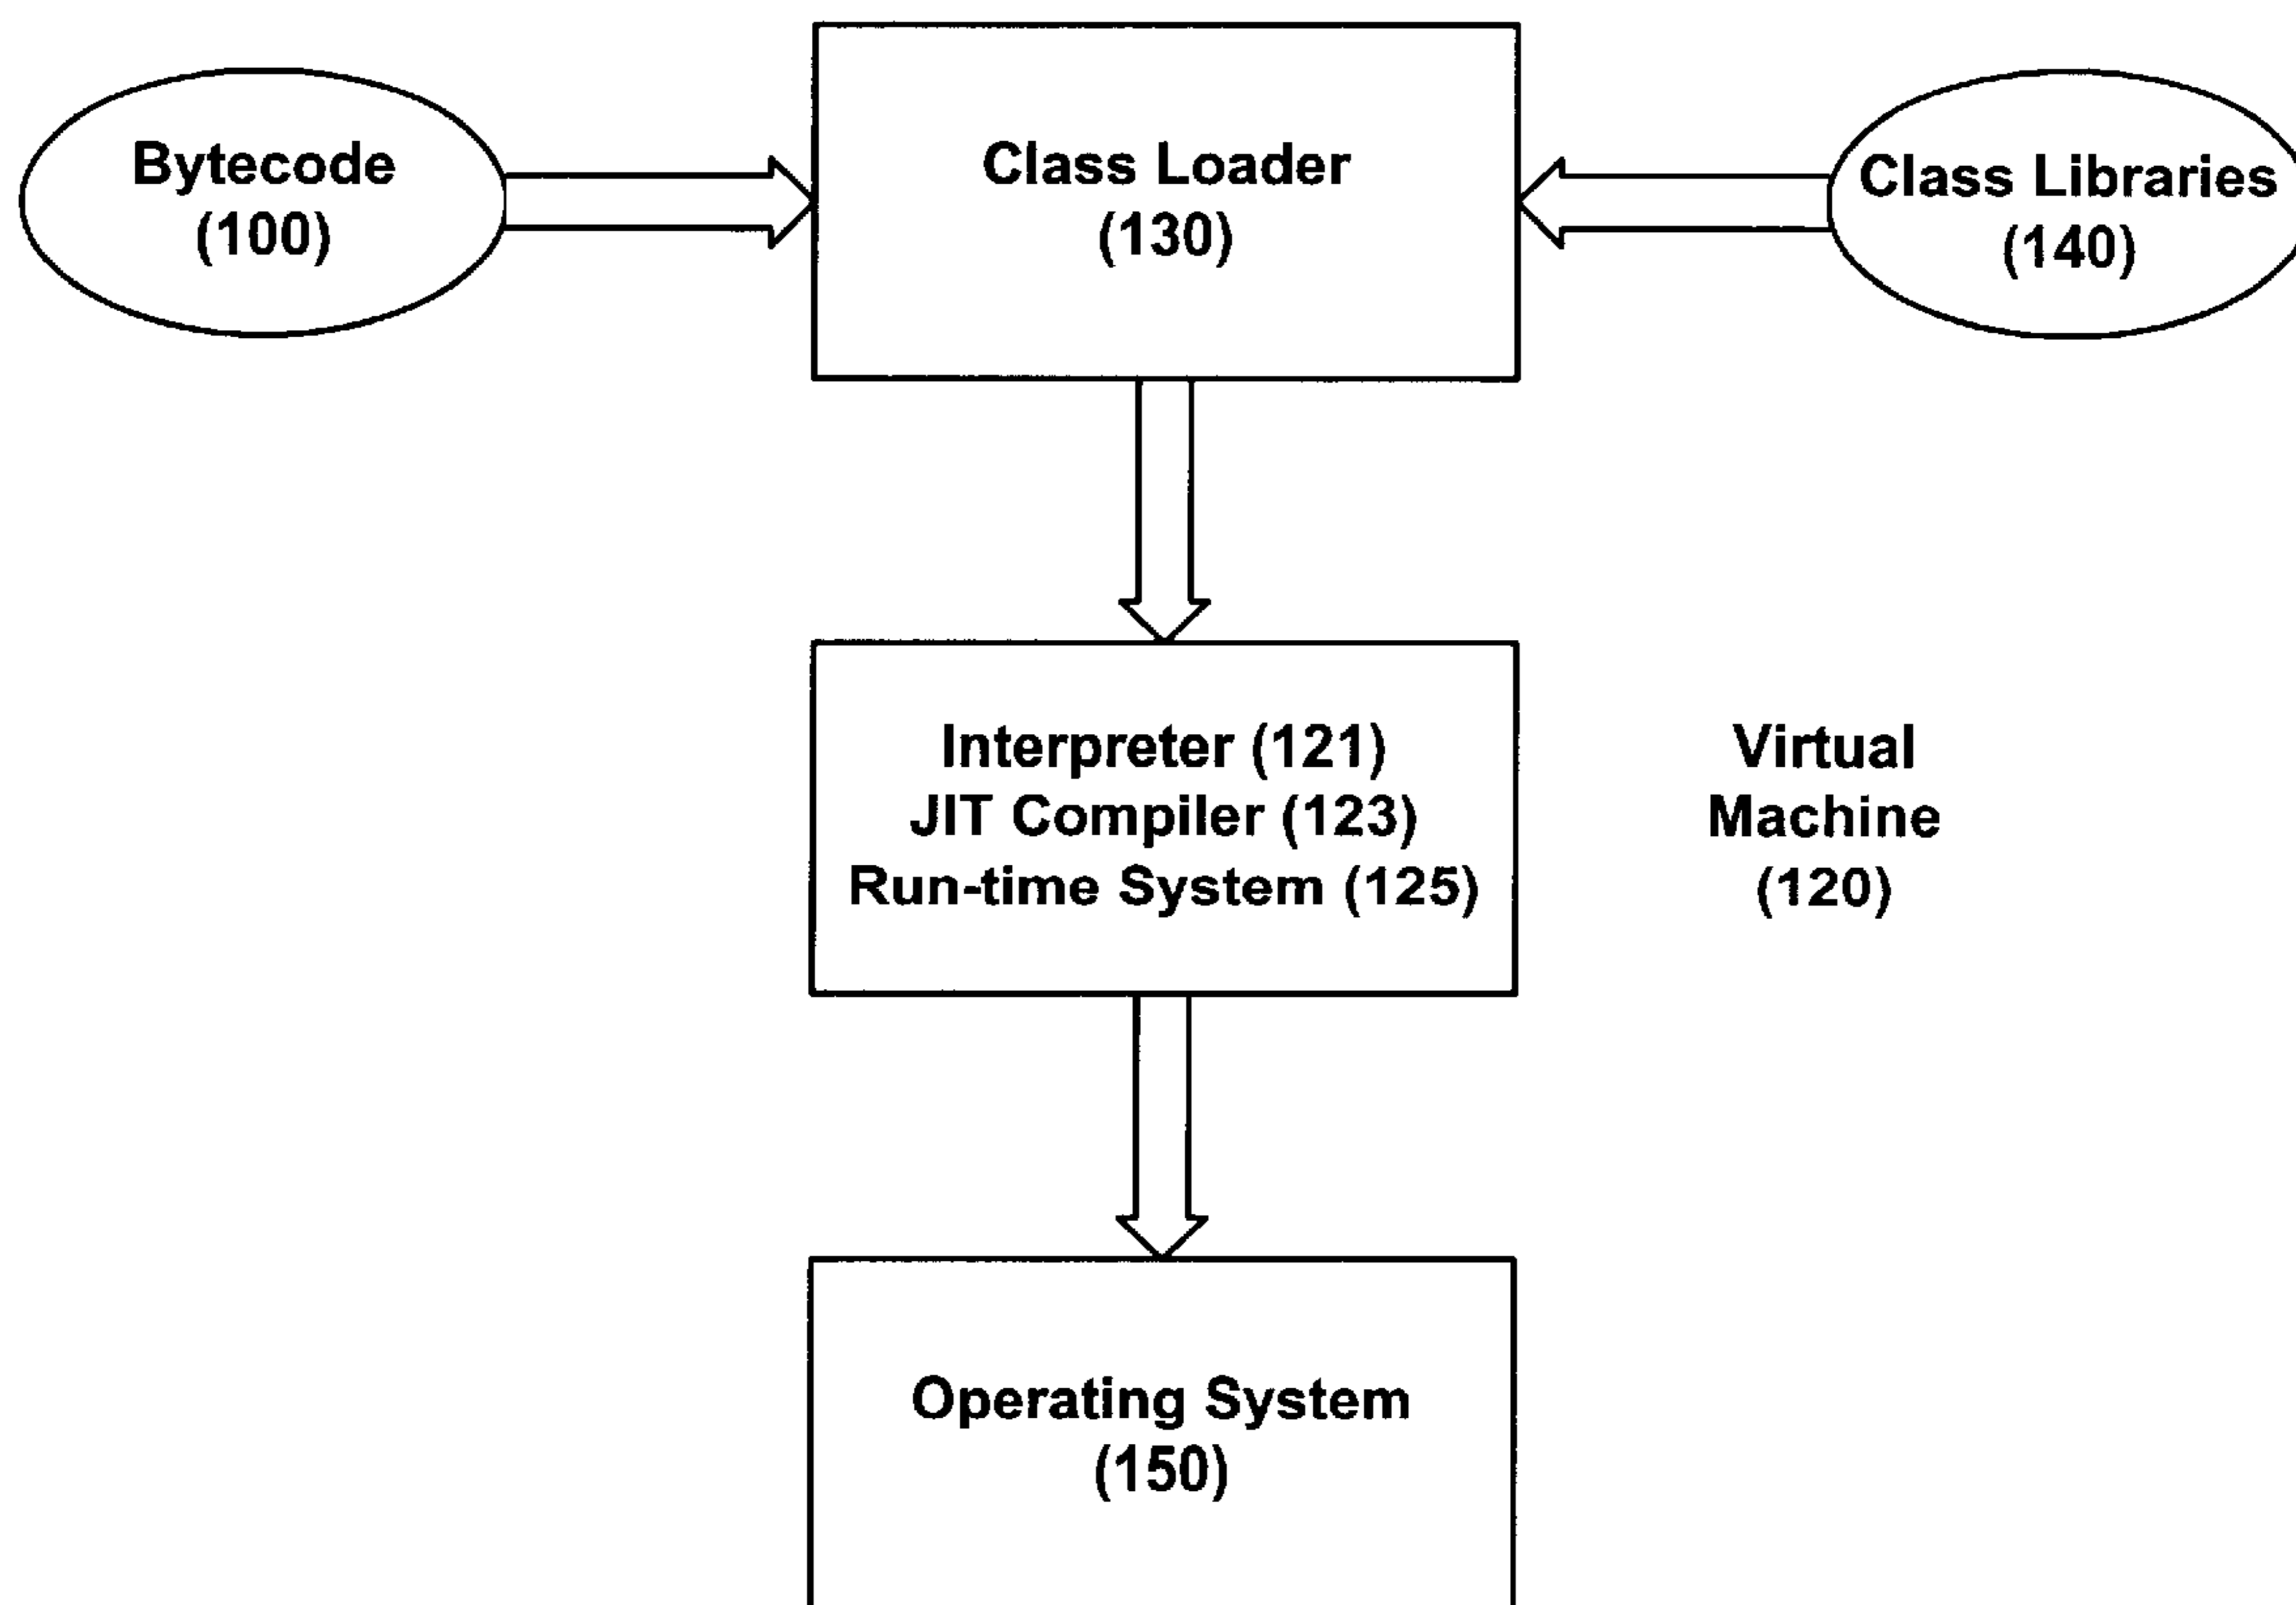 Bytecode
(100)
Class Loader
(130)
Class Libraries
(140)
Interpreter (121)
JIT Compiler (123)
Run-time System (125)
Virtual
Machine
(120)
Operating System
(150)